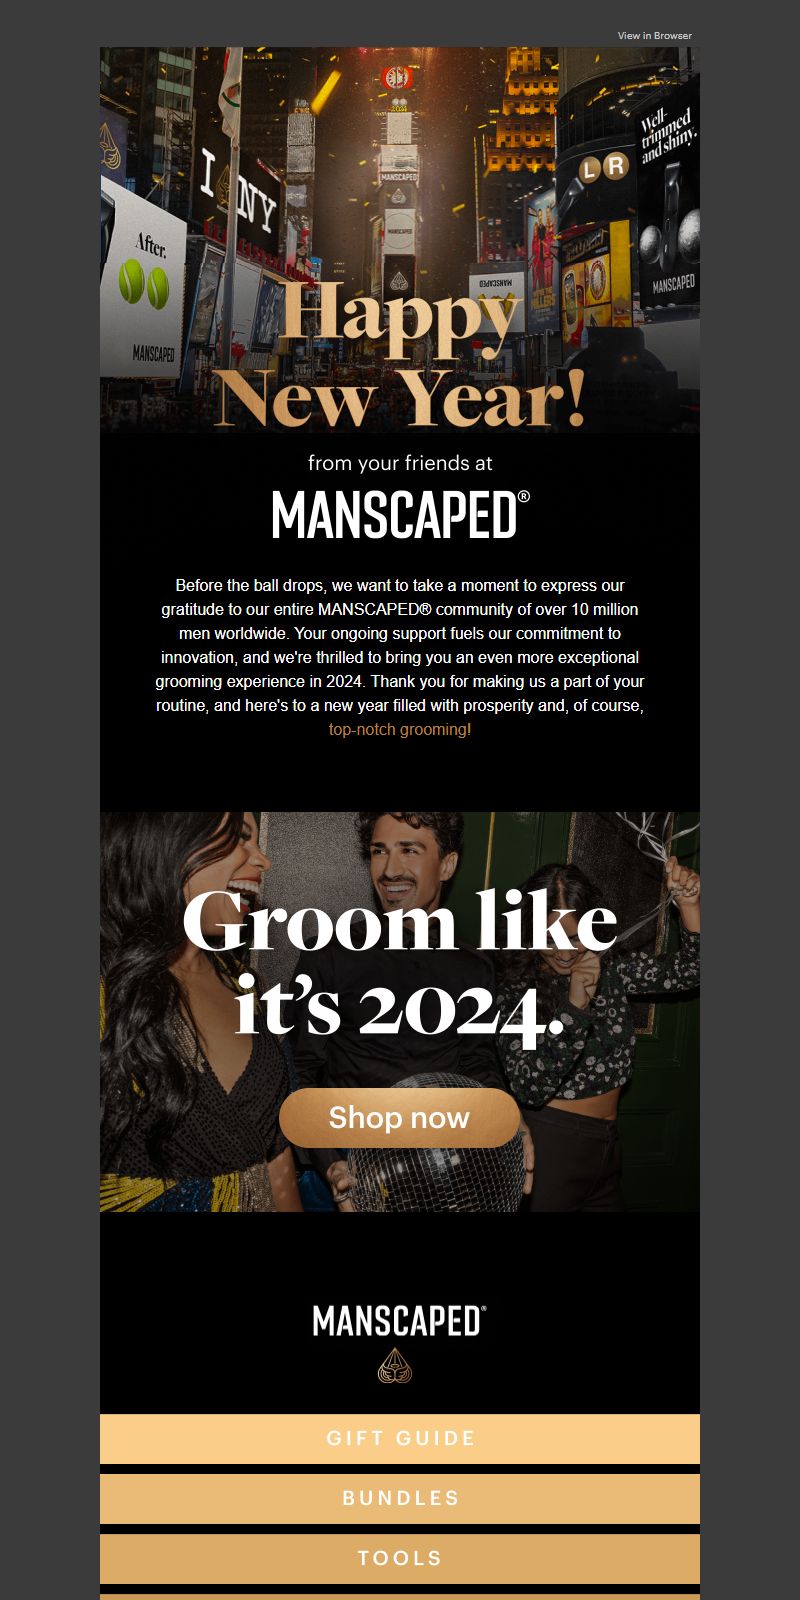 View in Browser
I NY
Well-
trimmed
and shiny.
L R
After.
MANSCAPED
MANSCAPED
MANSCAPED
MANSCAPED
Happy
New Year!
from your friends at
MANSCAPED®
Before the ball drops, we want to take a moment to express our
gratitude to our entire MANSCAPED® community of over 10 million
men worldwide. Your ongoing support fuels our commitment to
innovation, and we're thrilled to bring you an even more exceptional
grooming experience in 2024. Thank you for making us a part of your
routine, and here's to a new year filled with prosperity and, of course,
top-notch grooming!
Groom like
it's 2024.
Shop now
MANSCAPED®
GIFT GUIDE
BUNDLES
TOOLS